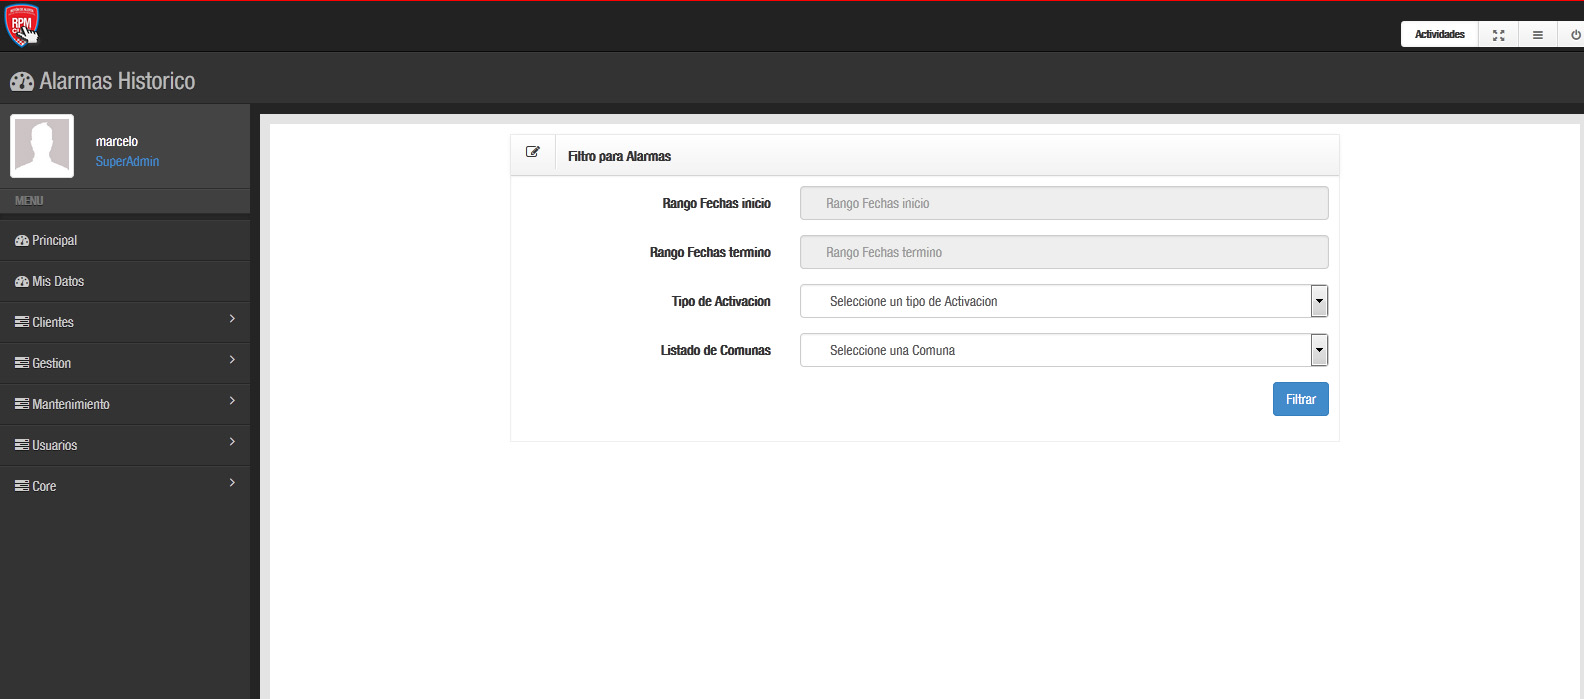 RPM
Actividades
Alarmas Historico
marcelo
SuperAdmin
MENU
Principal
Mis Datos
Clientes
Gestion
Mantenimiento
Usuarios
Core
Filtro para Alarmas
Rango Fechas inicio
Rango Fechas inicio
Rango Fechas termino
Rango Fechas termino
Tipo de Activacion
Seleccione un tipo de Activacion
Listado de Comunas
Seleccione una Comuna
Filtrar